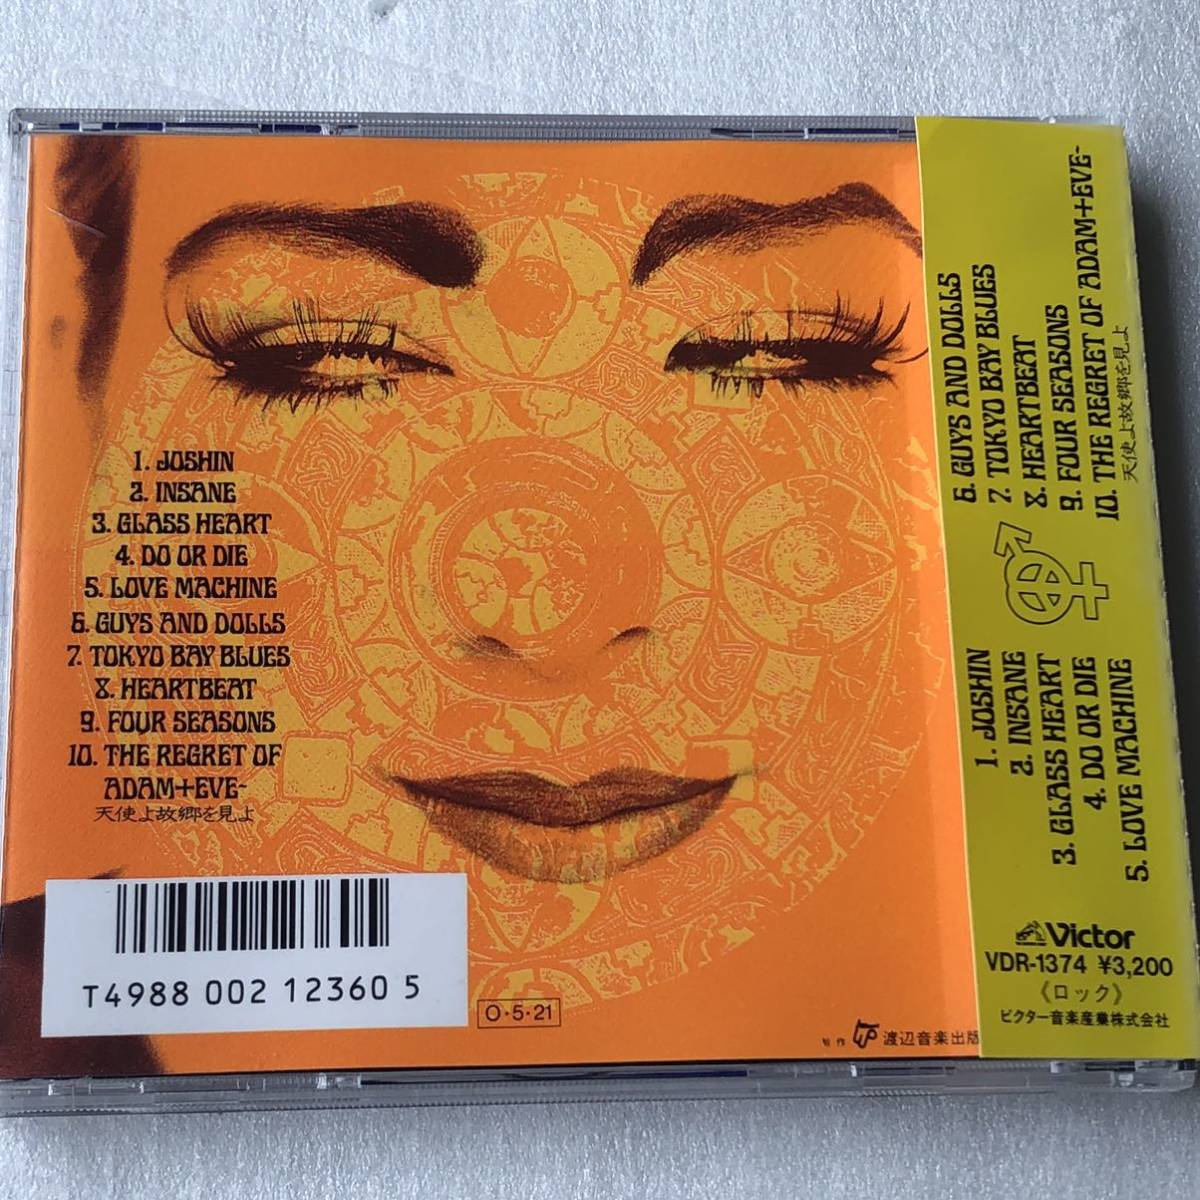 1. JOSHIN
2. INSANE
3. GLASS HEART
4. DO OR DIE
5. LOVE MACHINE
6. GUYS AND DOLLS
7. TOKYO BAY BLUES
8. HEARTBEAT
9. FOUR SEASONS
10. THE REGRET OF
ADAM+EVE~
天使よ故郷を見よ
T4988 002 12360 5
O・5・21
作 渡辺音楽出版
6. GUYS AND DOLLS
7. TOKYO BAY BLUES
8. HEARTBEAT
9. FOUR SEASONS
10. THE REGRET OF ADAM+EVE~
天使よ故郷を見よ
1. JOSHIN
2. INSANE
3. GLASS HEART
4. DO OR DIE
5. LOVE MACHINE
Victor
VDR-1374 ¥3,200
《ロック》
ビクター音楽産業株式会社